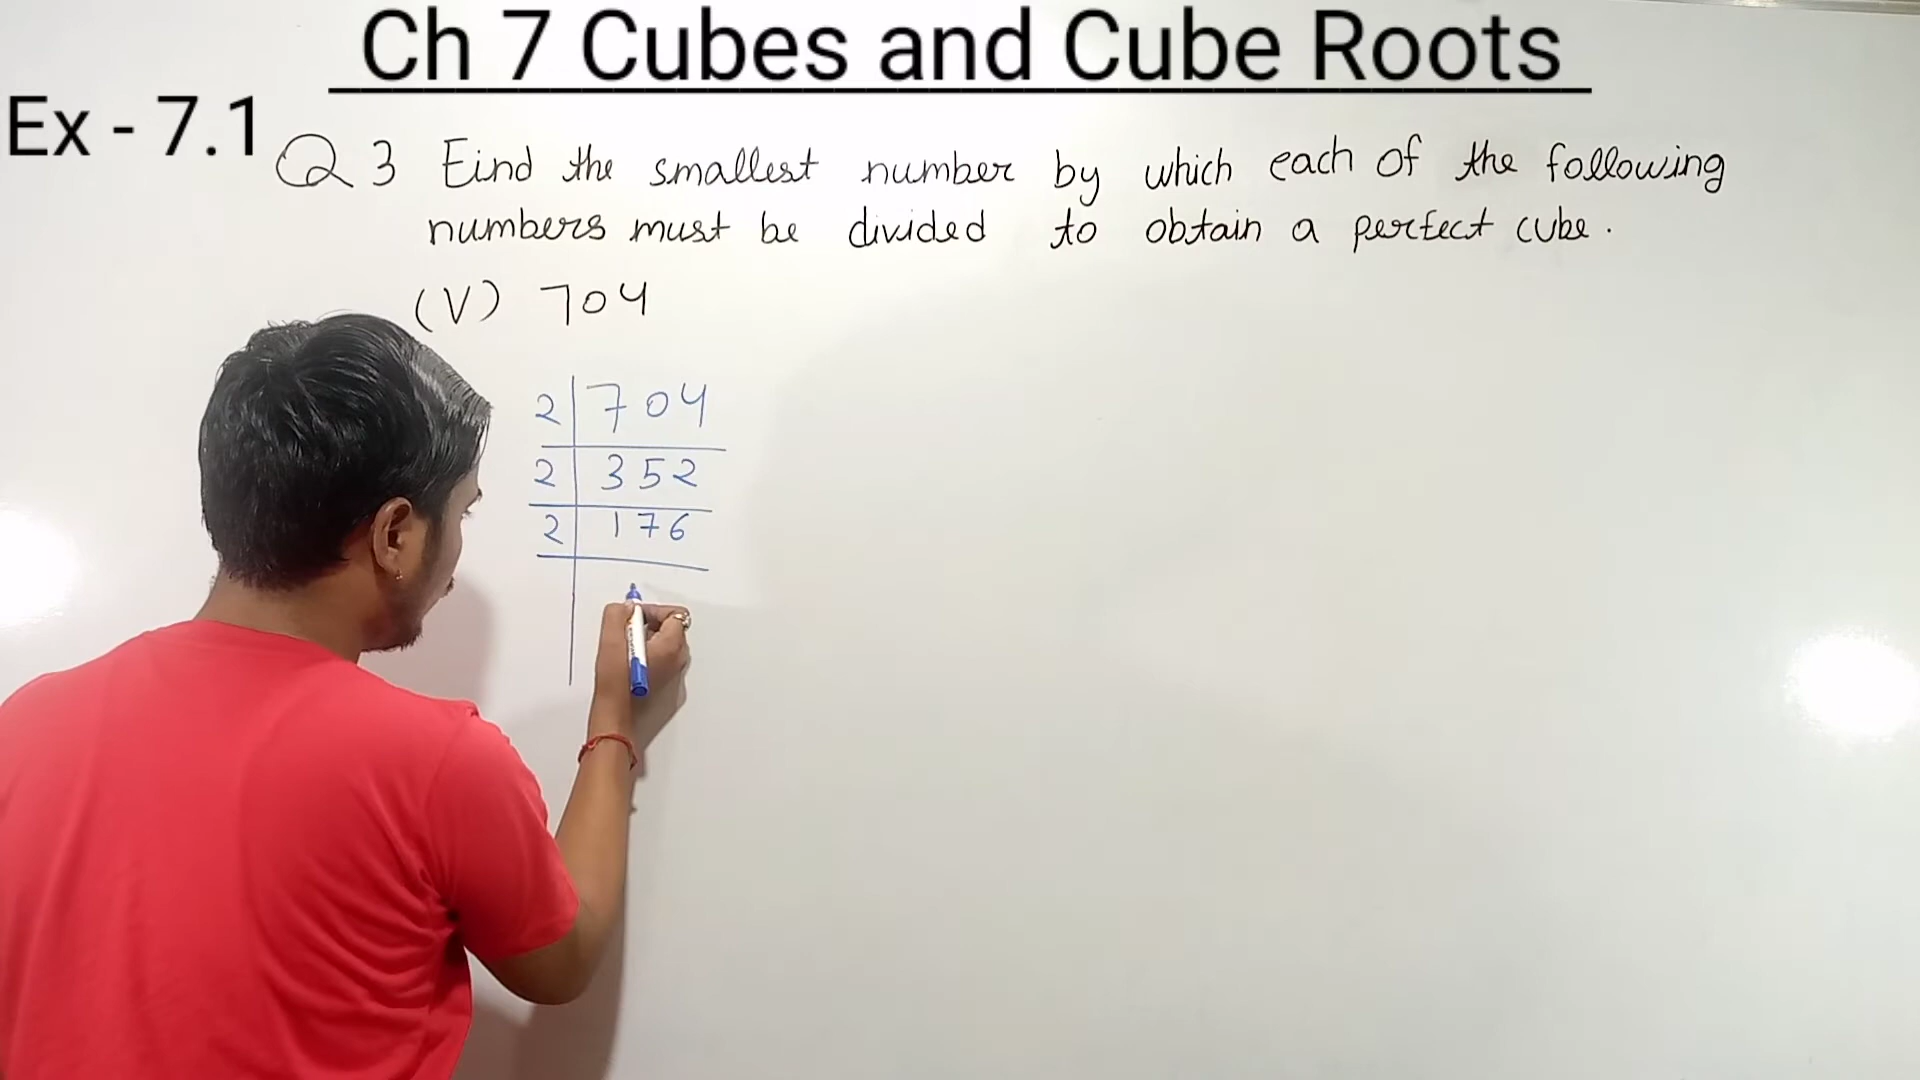 Ch 7 Cubes and Cube Roots
Ex - 7.1
Q 3 Find the smallest number by which each of the following
numbers must be divided to obtain a perfect cube.
(V) 704
2 | 704
2 | 352
2 | 176